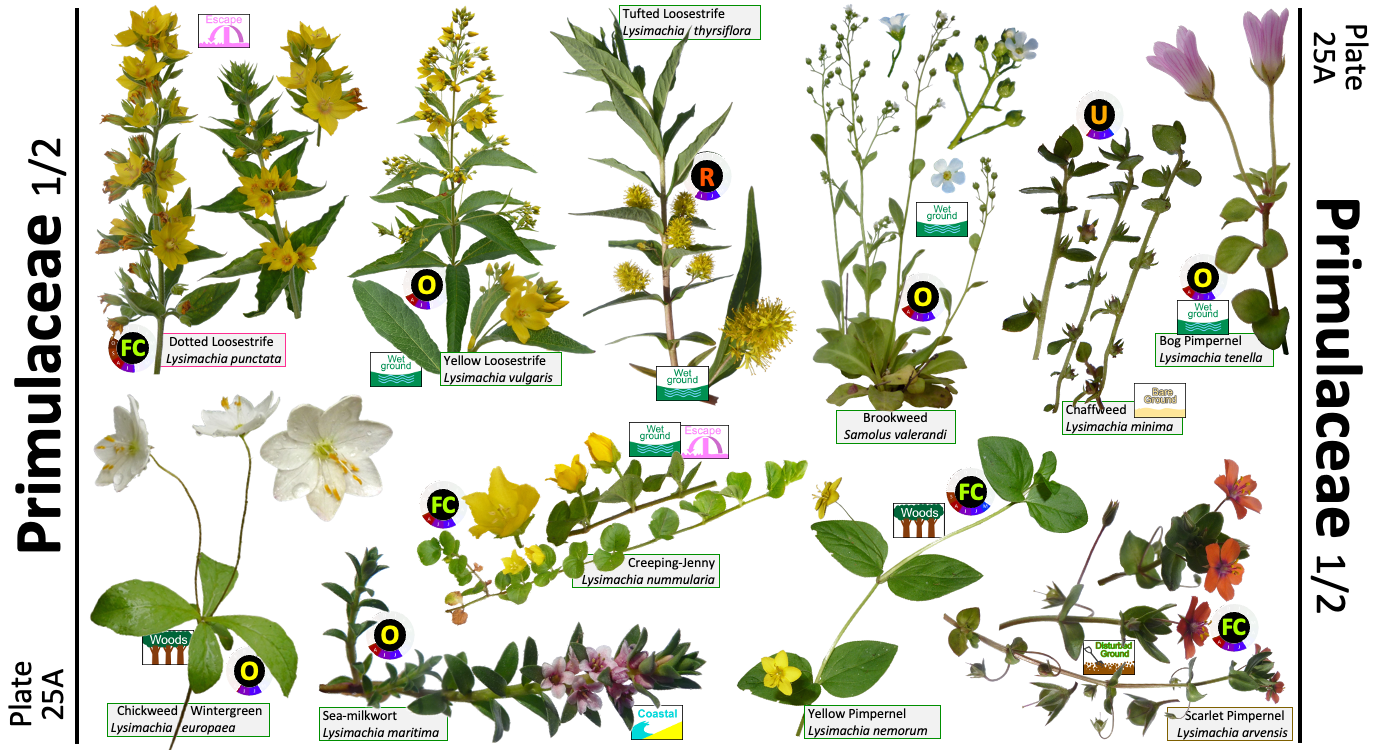 Primulaceae 1/2
Plate
25A
Escape
FC
Dotted Loosestrife
Lysimachia punctata
O
Wet
ground
Yellow Loosestrife
Lysimachia vulgaris
Tufted Loosestrife
Lysimachia thyrsiflora
R
Wet
ground
Wet
ground
O
Brookweed
Samolus valerandi
U
Bare
Ground
Chaffweed
Lysimachia minima
O
Wet
ground
Bog Pimpernel
Lysimachia tenella
Plate
25A
Primulaceae 1/2
Woods
O
Chickweed Wintergreen
Lysimachia europaea
O
Sea-milkwort
Lysimachia maritima
Coastal
Wet
ground
Escape
FC
Creeping-Jenny
Lysimachia nummularia
Woods
FC
Yellow Pimpernel
Lysimachia nemorum
Disturbed
Ground
FC
Scarlet Pimpernel
Lysimachia arvensis